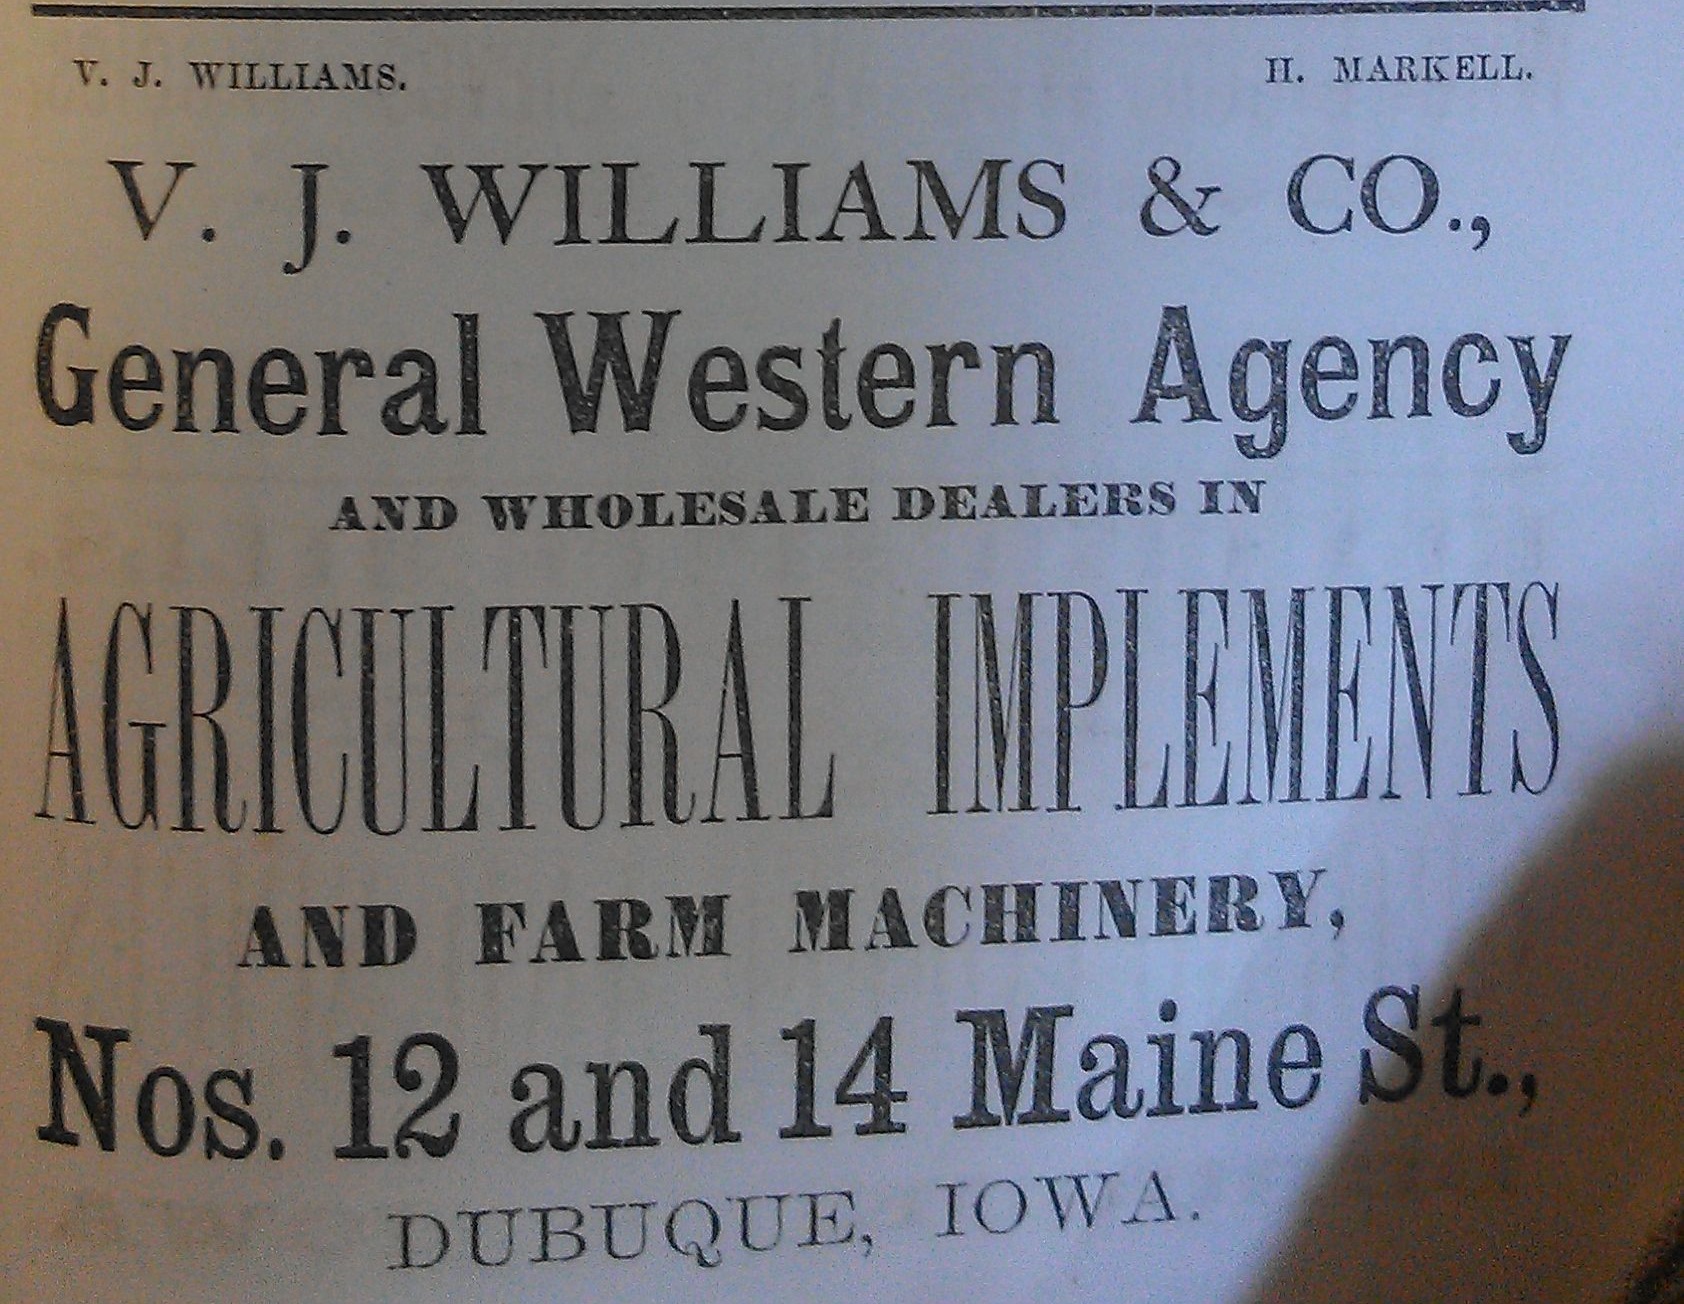 V. J. WILLIAMS. H. MARKELL.
V. J. WILLIAMS & CO.,
General Western Agency
AND WHOLESALE DEALERS IN
AGRICULTURAL IMPLEMENTS
AND FARM MACHINERY,
Nos. 12 and 14 Maine St.,
DUBUQUE, IOWA.